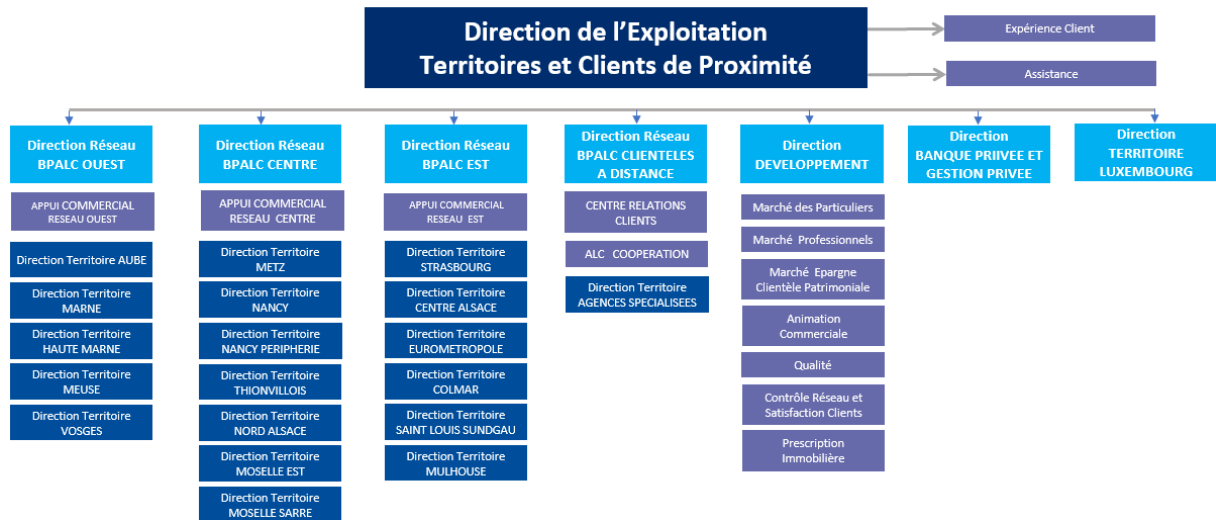 Direction de l'Exploitation
Territoires et Clients de Proximité
Expérience Client
Assistance
Direction Réseau
BPALC OUEST
APPUI COMMERCIAL
RESEAU OUEST
Direction Territoire AUBE
Direction Territoire
MARNE
Direction Territoire
HAUTE MARNE
Direction Territoire
MEUSE
Direction Territoire
VOSGES
Direction Réseau
BPALC CENTRE
APPUI COMMERCIAL
RESEAU CENTRE
Direction Territoire
METZ
Direction Territoire
NANCY
Direction Territoire
NANCY PERIPHERIE
Direction Territoire
THIONVILLOIS
Direction Territoire
NORD ALSACE
Direction Territoire
MOSELLE EST
Direction Territoire
MOSELLE SARRE
Direction Réseau
BPALC EST
APPUI COMMERCIAL
RESEAU EST
Direction Territoire
STRASBOURG
Direction Territoire
CENTRE ALSACE
Direction Territoire
EUROMETROPOLE
Direction Territoire
COLMAR
Direction Territoire
SAINT LOUIS SUNDGAU
Direction Territoire
MULHOUSE
Direction Réseau
BPALC CLIENTELES
A DISTANCE
CENTRE RELATIONS
CLIENTS
ALC COOPERATION
Direction Territoire
AGENCES SPECIALISEES
Direction
DEVELOPPEMENT
Marché des Particuliers
Marché Professionnels
Marché Epargne
Clientèle Patrimoniale
Animation
Commerciale
Qualité
Contrôle Réseau et
Satisfaction Clients
Prescription
Immobilière
Direction
BANQUE PRIIVEE ET
GESTION PRIVEE
Direction
TERRITOIRE
LUXEMBOURG